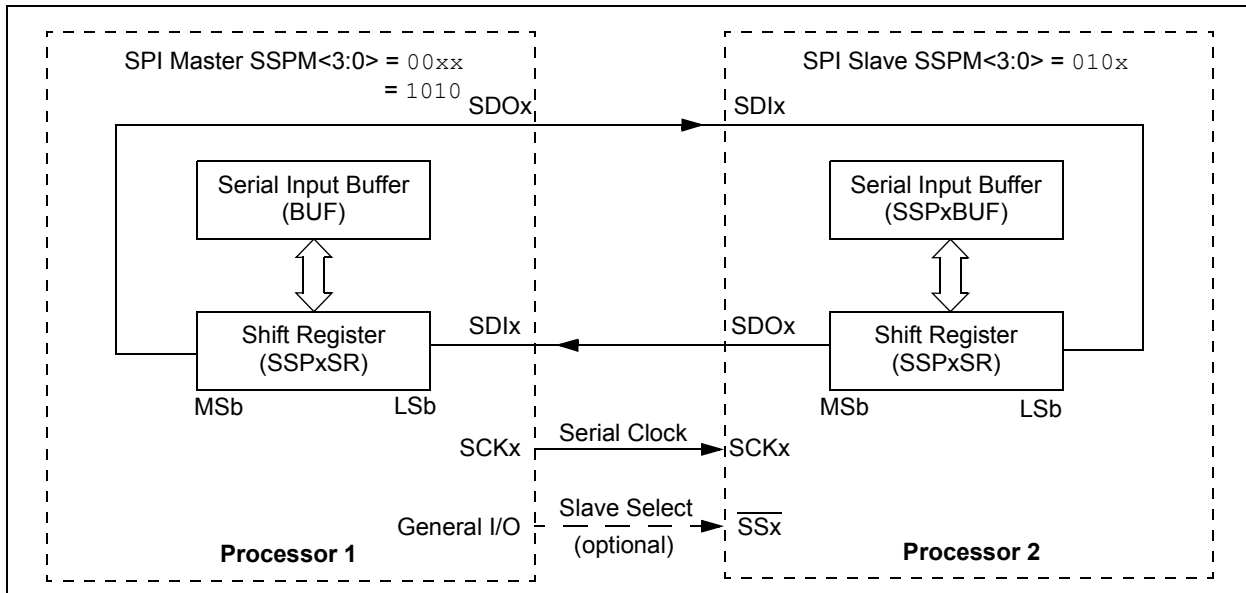 SPI Master SSPM<3:0> = 00xx
= 1010
SPI Slave SSPM<3:0> = 010x
SDOx
SDIx
Serial Input Buffer
(BUF)
Serial Input Buffer
(SSPxBUF)
Shift Register
(SSPxSR)
SDIx
SDOx
Shift Register
(SSPxSR)
MSb
LSb
MSb
LSb
SCKx
Serial Clock
SCKx
General I/O
Slave Select
(optional)
SSx
Processor 1
Processor 2